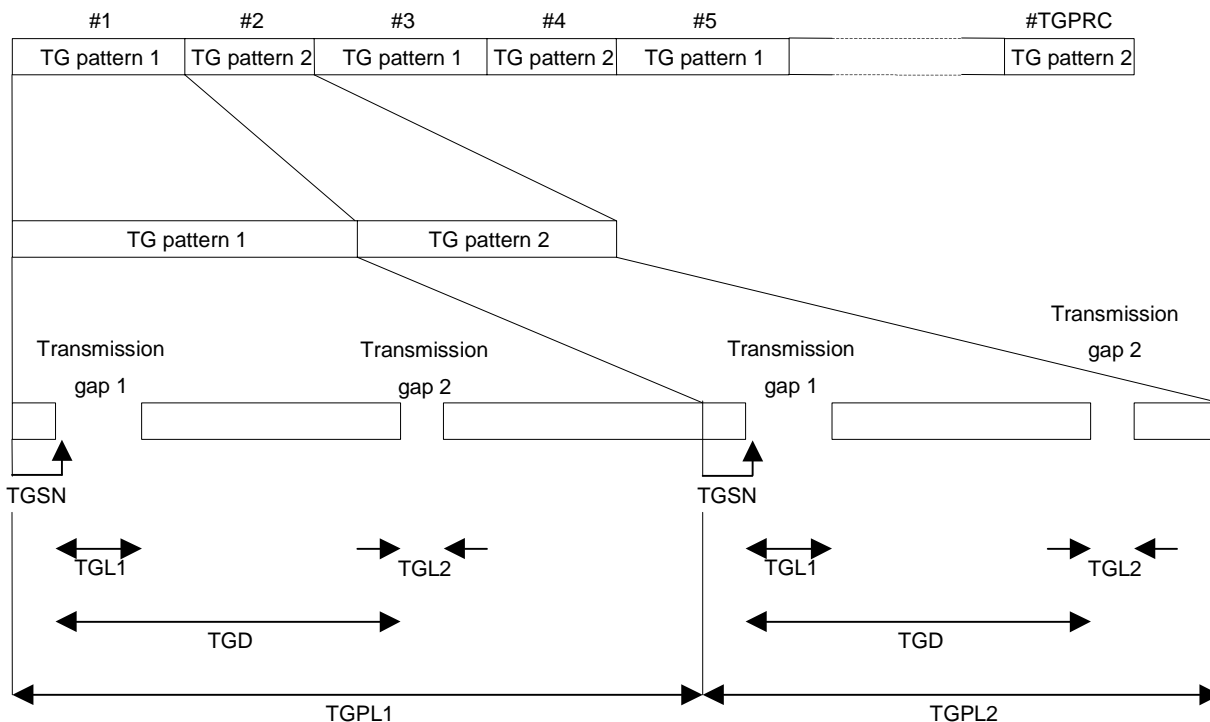 #1 #2 #3 #4 #5 #TGPRC
TG pattern 1 TG pattern 2 TG pattern 1 TG pattern 2 TG pattern 1 TG pattern 2
TG pattern 1 TG pattern 2
Transmission
gap 1
Transmission
gap 2
Transmission
gap 1
Transmission
gap 2
TGSN TGSN
TGL1 TGL2 TGL1 TGL2
TGD TGD
TGPL1 TGPL2